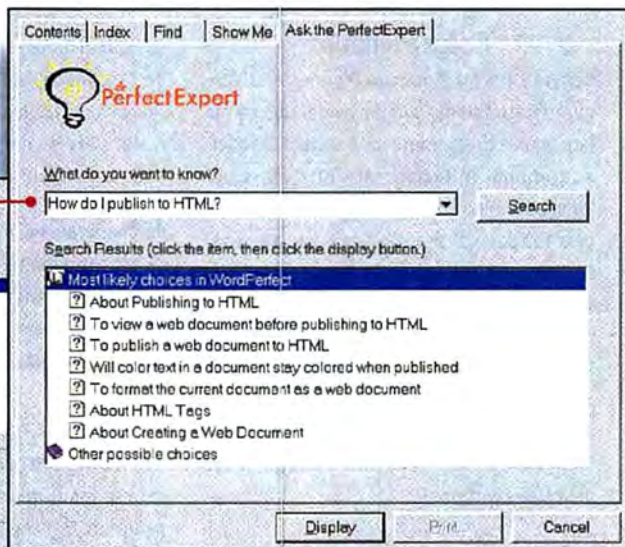 Contents Index Find Show Me Ask the PerfectExpert
PerfectExpert
What do you want to know?
How do I publish to HTML?
Search
Search Results (click the item, then click the display button.)
Most likely choices in WordPerfect
? About Publishing to HTML
? To view a web document before publishing to HTML
? To publish a web document to HTML
? Will color text in a document stay colored when published
? To format the current document as a web document
? About HTML Tags
? About Creating a Web Document
Other possible choices
Display Print... Cancel